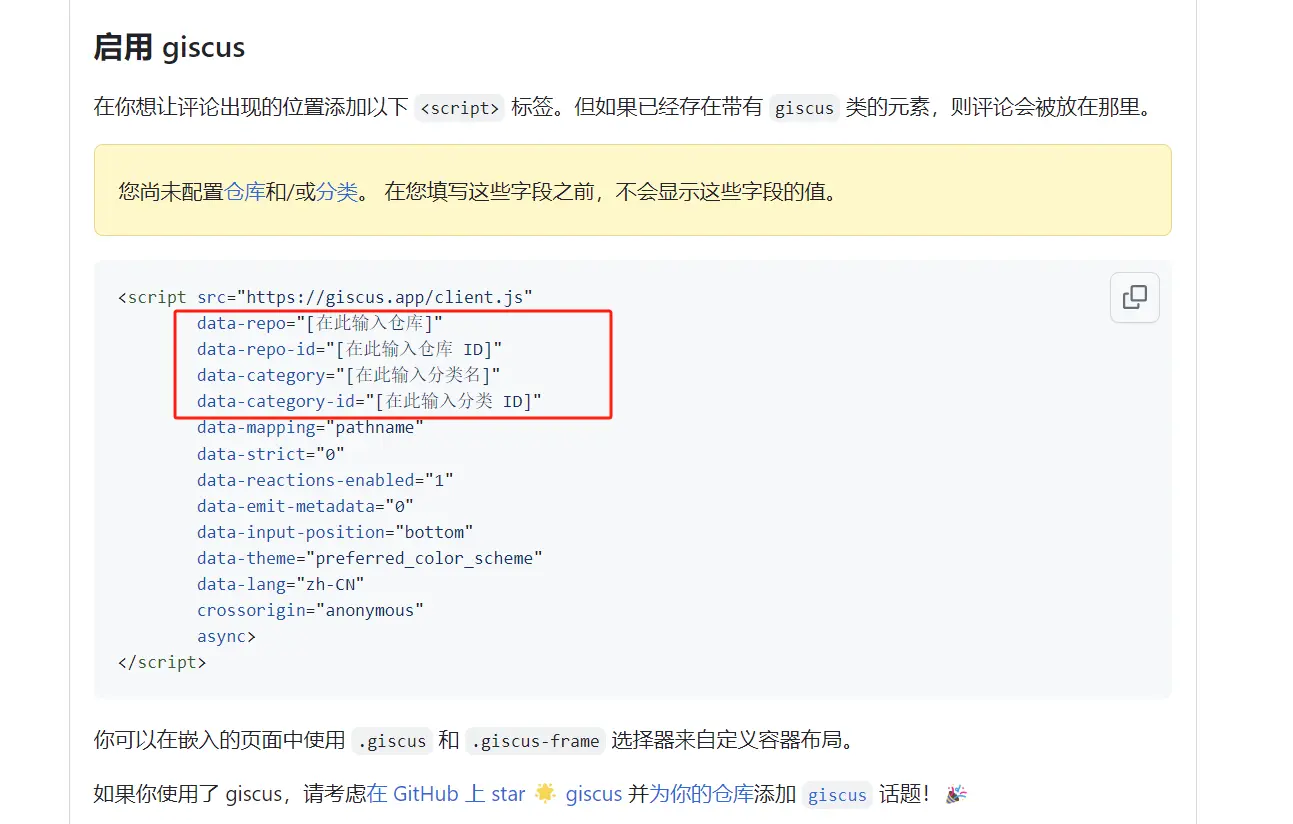 启用 giscus
在你想让评论出现的位置添加以下 <script> 标签。但如果已经存在带有 giscus 类的元素，则评论会被放在那里。
您尚未配置仓库和/或分类。 在您填写这些字段之前，不会显示这些字段的值。
<script src="https://giscus.app/client.js"
data-repo="[在此输入仓库]"
data-repo-id="[在此输入仓库 ID]"
data-category="[在此输入分类名]"
data-category-id="[在此输入分类 ID]"
data-mapping="pathname"
data-strict="0"
data-reactions-enabled="1"
data-emit-metadata="0"
data-input-position="bottom"
data-theme="preferred_color_scheme"
data-lang="zh-CN"
crossorigin="anonymous"
async>
</script>
你可以在嵌入的页面中使用 .giscus 和 .giscus-frame 选择器来自定义容器布局。
如果你使用了 giscus，请考虑在 GitHub 上 star 🌟 giscus 并为你的仓库添加 giscus 话题！🎉